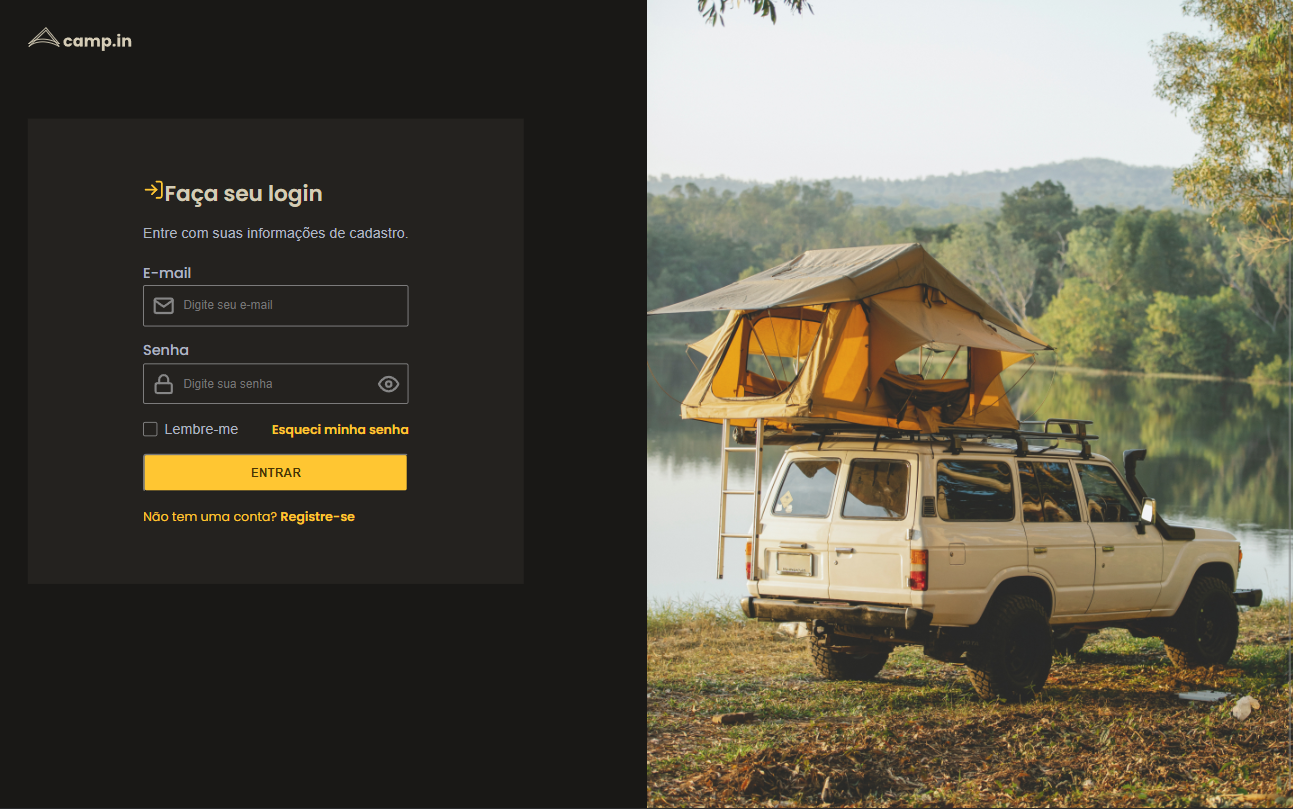 camp.in
Faça seu login
Entre com suas informações de cadastro.
E-mail
Digite seu e-mail
Senha
Digite sua senha
Lembre-me Esqueci minha senha
ENTRAR
Não tem uma conta? Registre-se